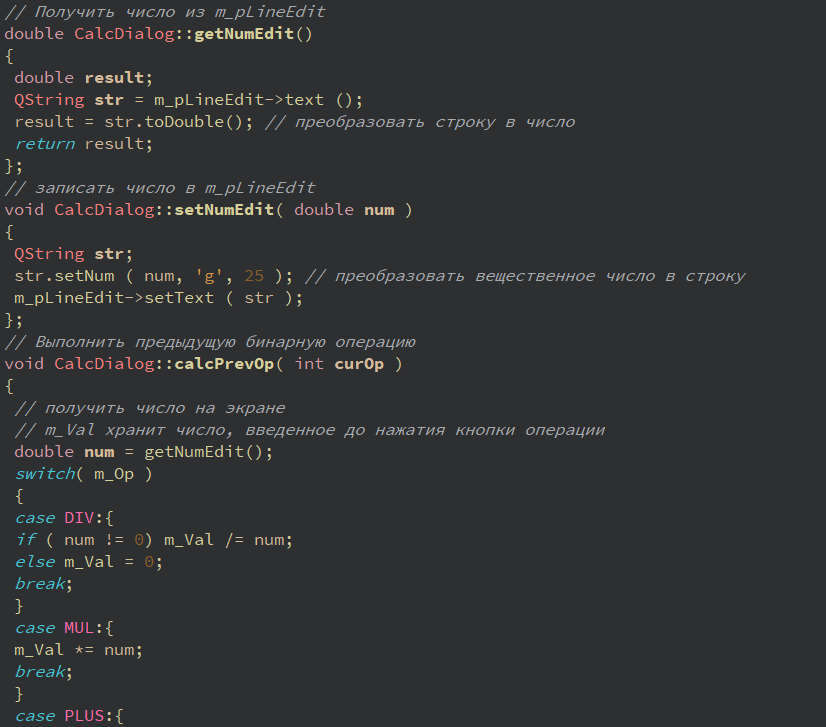 // Получить число из m_pLineEdit
double CalcDialog::getNumEdit()
{
 double result;
 QString str = m_pLineEdit->text ();
 result = str.toDouble(); // преобразовать строку в число
 return result;
};
// записать число в m_pLineEdit
void CalcDialog::setNumEdit( double num )
{
 QString str;
 str.setNum ( num, 'g', 25 ); // преобразовать вещественное число в строку
 m_pLineEdit->setText ( str );
};
// Выполнить предыдущую бинарную операцию
void CalcDialog::calcPrevOp( int curOp )
{
 // получить число на экране
 // m_Val хранит число, введенное до нажатия кнопки операции
 double num = getNumEdit();
 switch( m_Op )
 {
 case DIV:{
 if ( num != 0) m_Val /= num;
 else m_Val = 0;
 break;
 }
 case MUL:{
 m_Val *= num;
 break;
 }
 case PLUS:{